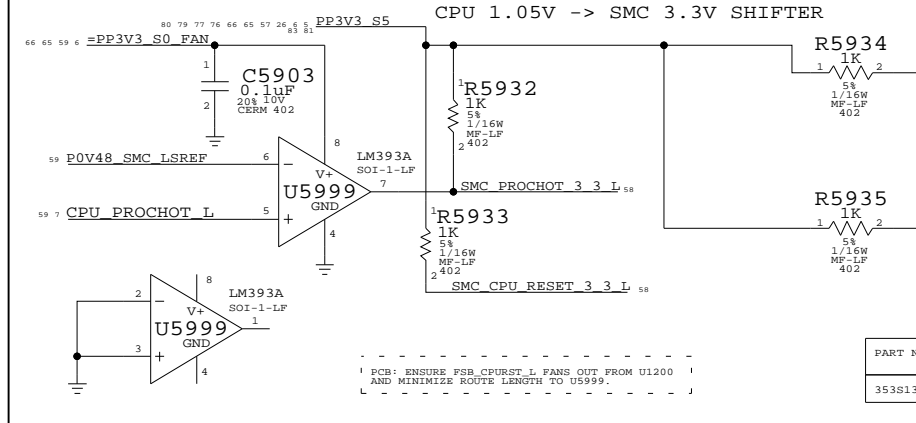 CPU 1.05V -> SMC 3.3V SHIFTER
80 79 77 76 66 65 57 26 6 5
83 81
PP3V3_S5
66 65 59 6 =PP3V3_S0_FAN
1
C5903
0.1uF
20% 10V
CERM 402
2
1
R5932
1K
5%
1/16W
MF-LF
402
2
R5934
1 1K 2
5%
1/16W
MF-LF
402
59 P0V48_SMC_LSREF 6
8
V+
LM393A
SOI-1-LF
U5999
GND
7
SMC_PROCHOT_3_3_L 58
59 7 CPU_PROCHOT_L 5
4
1
R5933
1K
5%
1/16W
MF-LF
402
2
SMC_CPU_RESET_3_3_L 58
R5935
1 1K 2
5%
1/16W
MF-LF
402
8
2
V+
LM393A
SOI-1-LF
U5999
GND
1
3
4
PCB: ENSURE FSB_CPURST_L FANS OUT FROM U1200
AND MINIMIZE ROUTE LENGTH TO U5999.
PART N
353S13